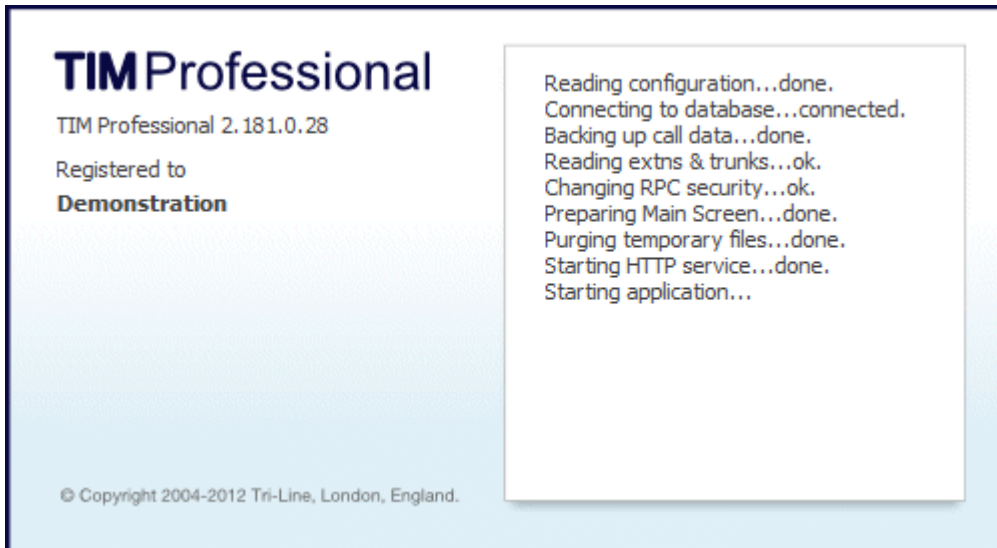 TIM Professional
TIM Professional 2.181.0.28
Registered to
Demonstration
Reading configuration...done.
Connecting to database...connected.
Backing up call data...done.
Reading extns & trunks...ok.
Changing RPC security...ok.
Preparing Main Screen...done.
Purging temporary files...done.
Starting HTTP service...done.
Starting application...
© Copyright 2004-2012 Tri-Line, London, England.